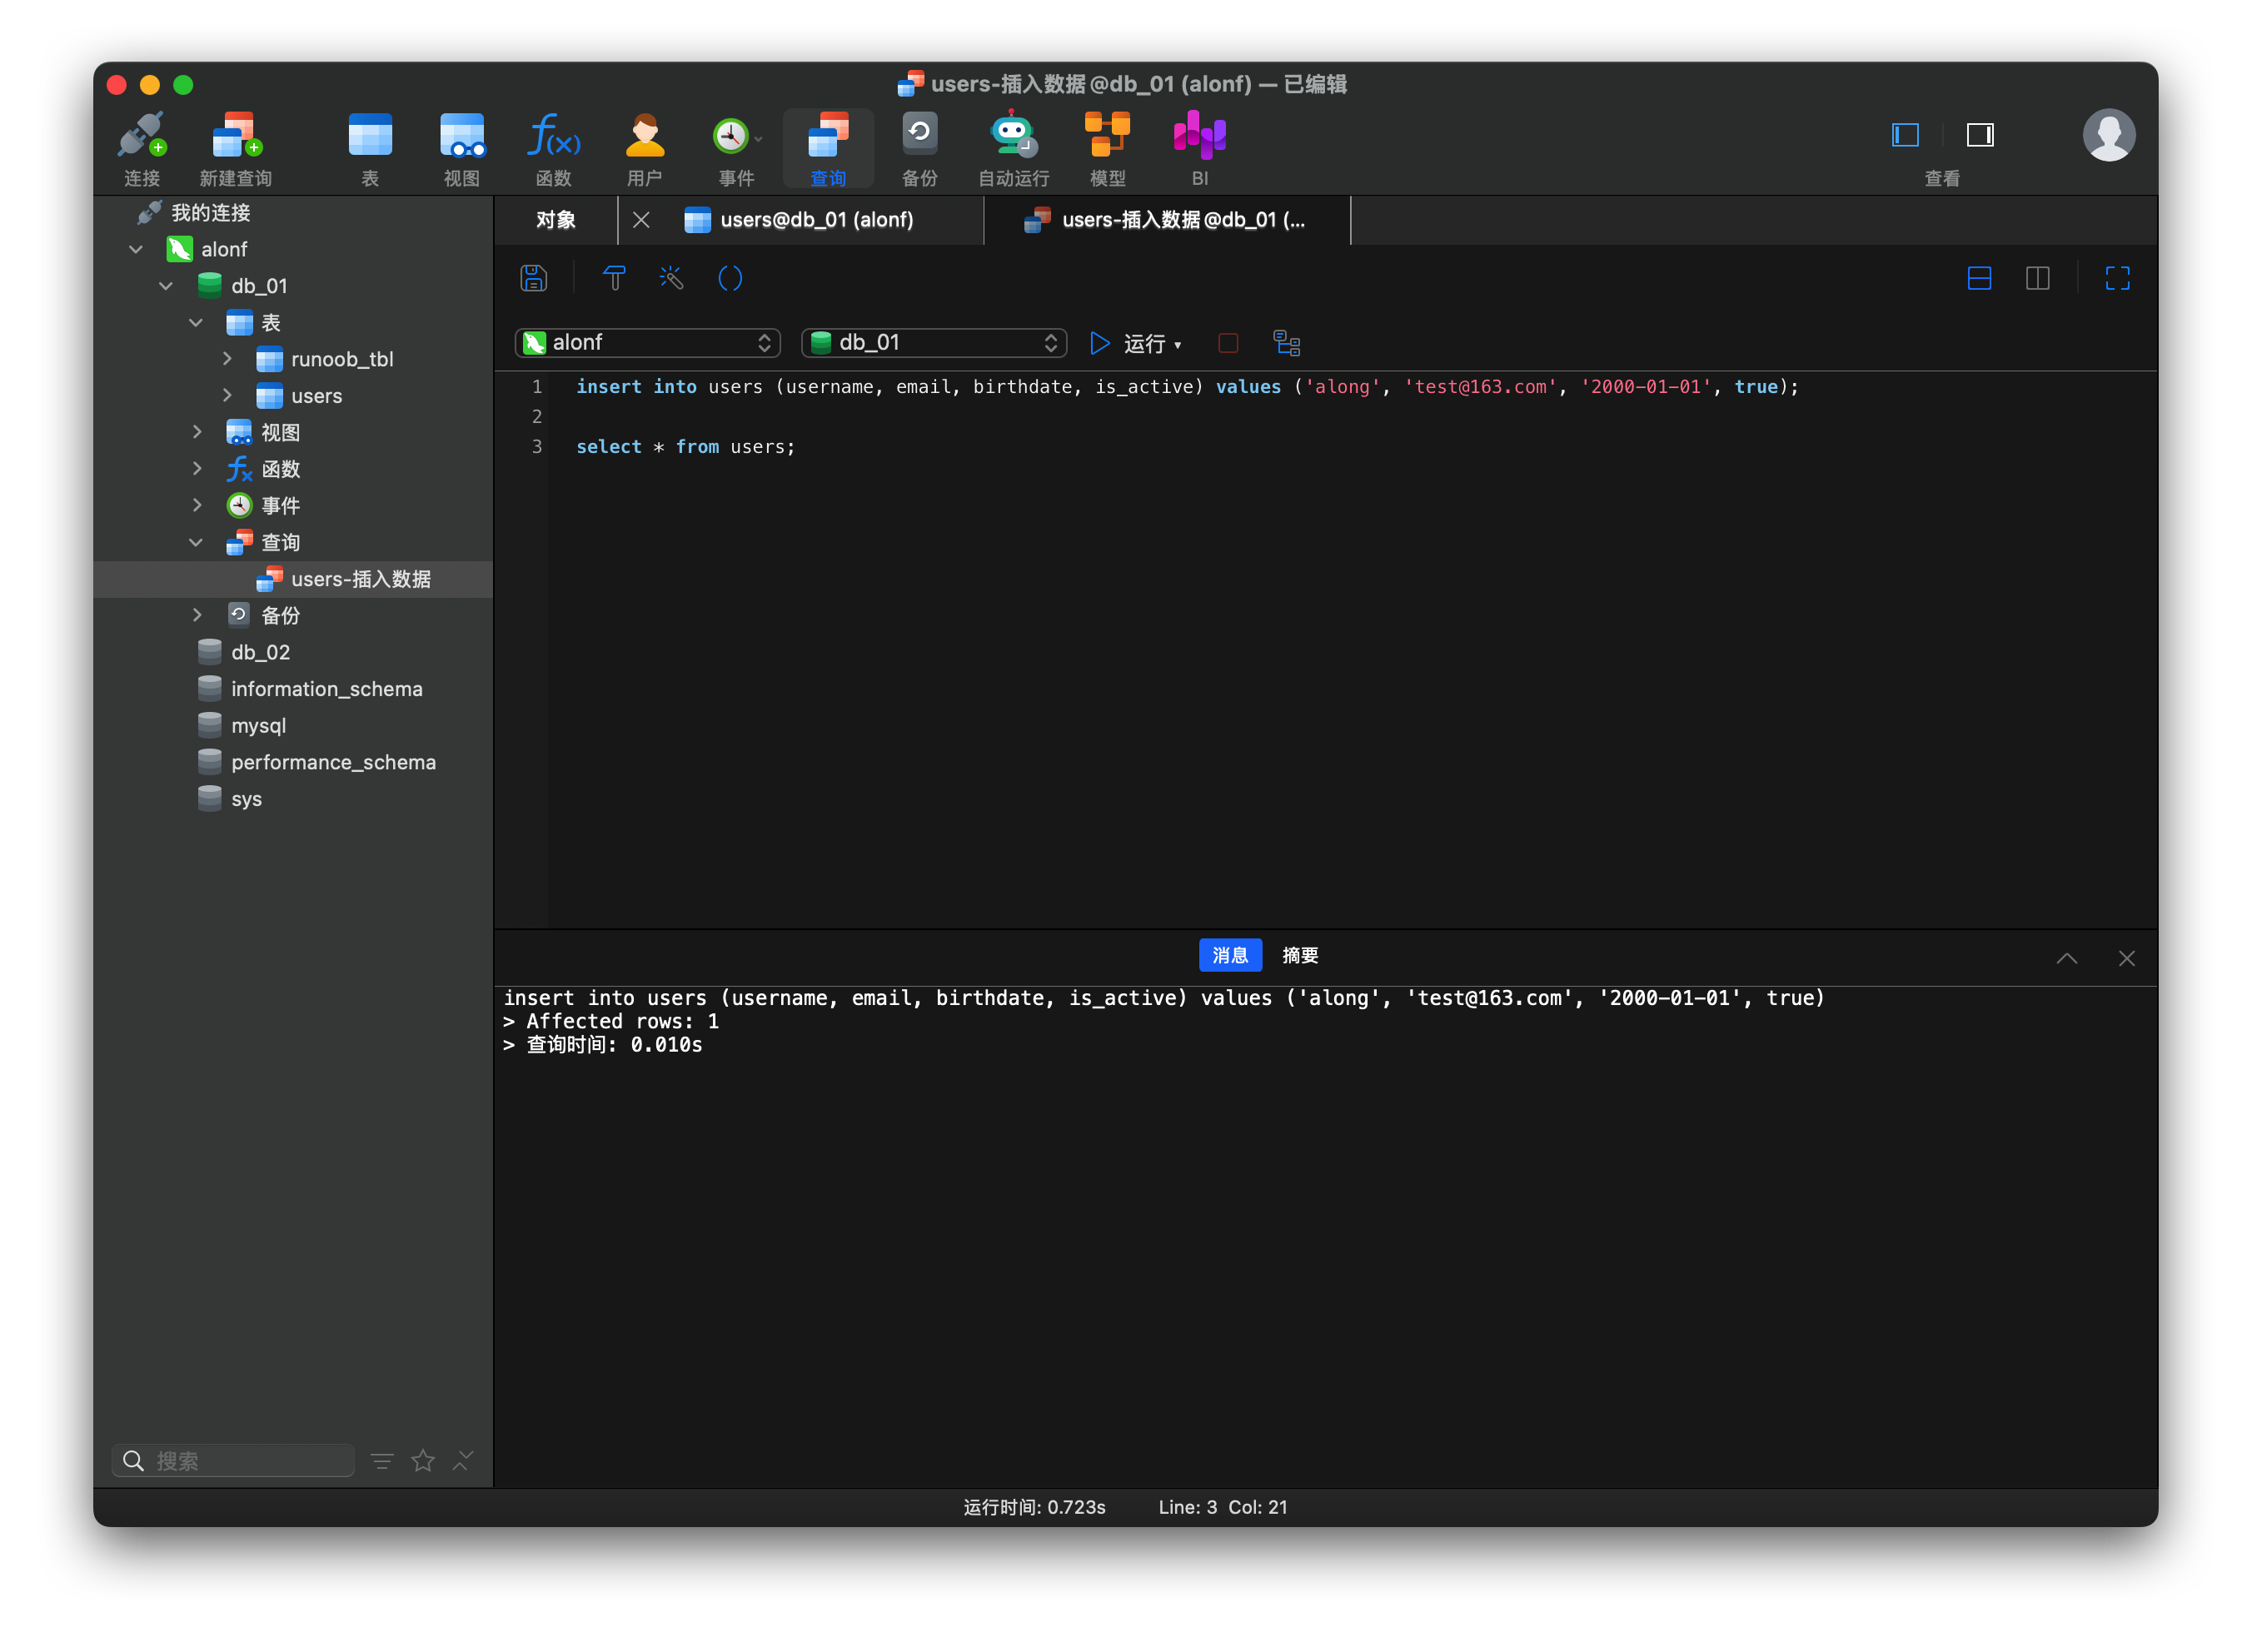 users-插入数据@db_01 (alonf) — 已编辑
连接 新建查询 表 视图 函数 用户 事件 查询 备份 自动运行 模型 BI 查看
我的连接
alonf
db_01
表
runoob_tbl
users
视图
函数
事件
查询
users-插入数据
备份
db_02
information_schema
mysql
performance_schema
sys
搜索
对象 users@db_01 (alonf) users-插入数据@db_01 (...
alonf db_01 运行
1 insert into users (username, email, birthdate, is_active) values ('along', 'test@163.com', '2000-01-01', true);
2
3 select * from users;
消息 摘要
insert into users (username, email, birthdate, is_active) values ('along', 'test@163.com', '2000-01-01', true)
> Affected rows: 1
> 查询时间: 0.010s
运行时间: 0.723s Line: 3 Col: 21